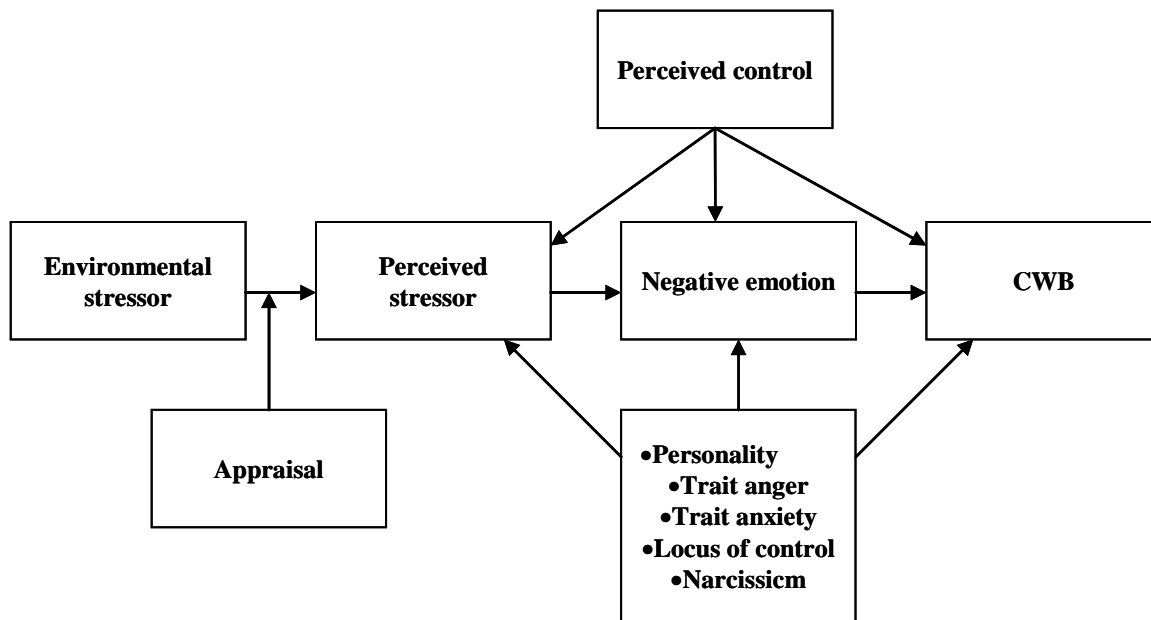 Perceived control
Environmental
stressor
Perceived
stressor
Negative emotion
CWB
Appraisal
•Personality
•Trait anger
•Trait anxiety
•Locus of control
•Narcissicm